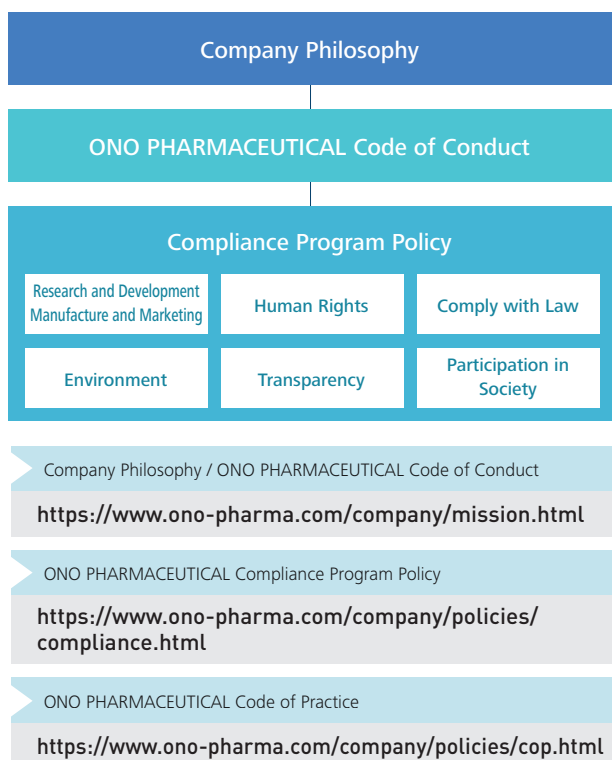 Company Philosophy
ONO PHARMACEUTICAL Code of Conduct
Compliance Program Policy
Research and Development
Manufacture and Marketing
Human Rights
Comply with Law
Environment
Transparency
Participation in
Society
Company Philosophy / ONO PHARMACEUTICAL Code of Conduct
https://www.ono-pharma.com/company/mission.html
ONO PHARMACEUTICAL Compliance Program Policy
https://www.ono-pharma.com/company/policies/
compliance.html
ONO PHARMACEUTICAL Code of Practice
https://www.ono-pharma.com/company/policies/cop.html